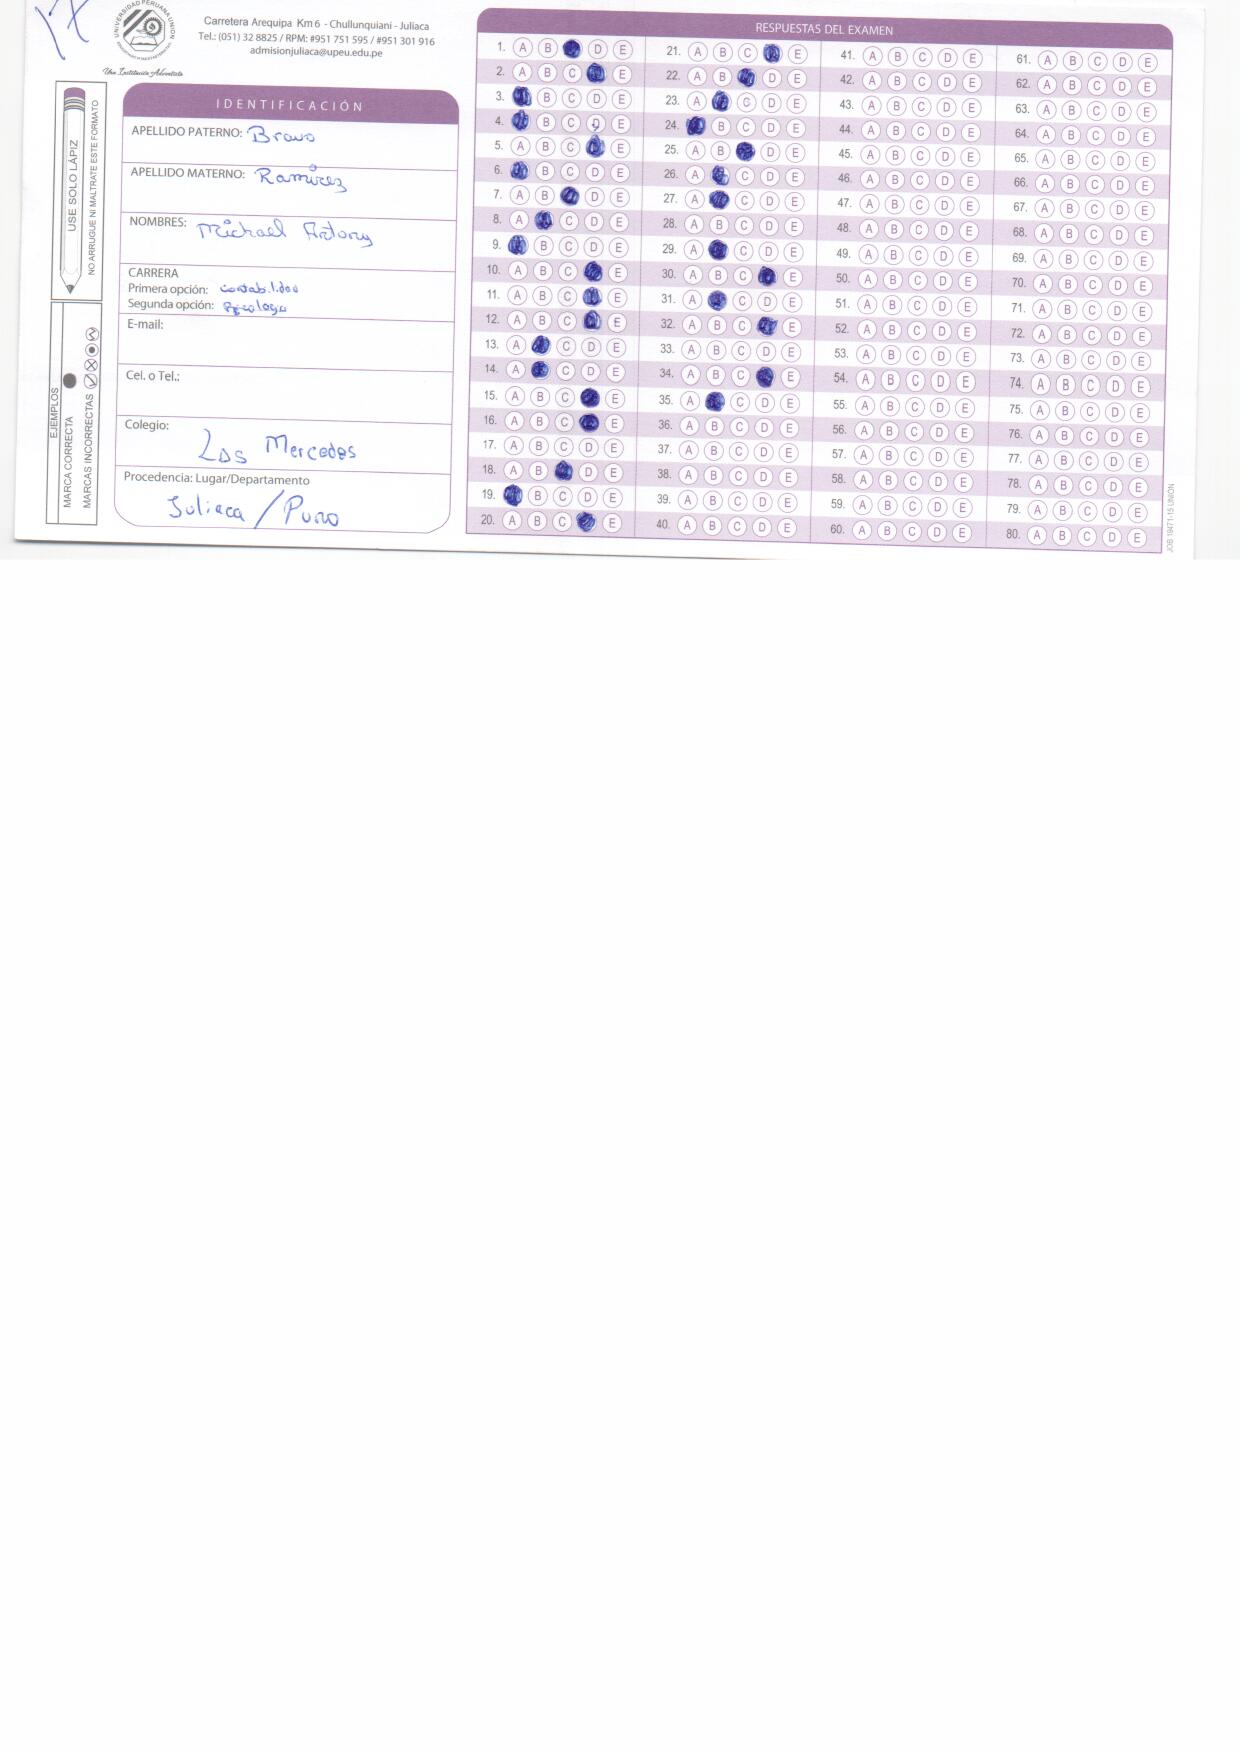 17
UNIVERSIDAD PERUANA UNION
Una Institución Adventista
Carretera Arequipa Km 6 - Chullunquiani - Juliaca
Tel.: (051) 32 8825 / RPM: #951 751 595 / #951 301 916
admisionjuliaca@upeu.edu.pe
USE SOLO LÁPIZ
NO ARRUGUE NI MALTRATE ESTE FORMATO
EJEMPLOS
MARCA CORRECTA
MARCAS INCORRECTAS
IDENTIFICACIÓN
APELLIDO PATERNO: Bravo
APELLIDO MATERNO: Ramirez
NOMBRES: Michael Antony
CARRERA
Primera opción: contabilidad
Segunda opción:
E-mail:
Cel. o Tel.:
Colegio: Las Mercedes
Procedencia: Lugar/Departamento
Juliaca / Puno
RESPUESTAS DEL EXAMEN
1. A B D E
2. A B C E
3. B C D E
4. B C D E
5. A B C E
6. B C D E
7. A B D E
8. A C D E
9. B C D E
10. A B C E
11. A B C E
12. A B C E
13. A C D E
14. A C D E
15. A B C E
16. A B C E
17. A B C D E
18. A B D E
19. B C D E
20. A B C E
21. A B C E
22. A B D E
23. A C D E
24. B C D E
25. A B D E
26. A C D E
27. A C D E
28. A B C D E
29. A C D E
30. A B C E
31. A C D E
32. A B C E
33. A B C D E
34. A B C E
35. A C D E
36. A B C D E
37. A B C D E
38. A B C D E
39. A B C D E
40. A B C D E
41. A B C D E
42. A B C D E
43. A B C D E
44. A B C D E
45. A B C D E
46. A B C D E
47. A B C D E
48. A B C D E
49. A B C D E
50. A B C D E
51. A B C D E
52. A B C D E
53. A B C D E
54. A B C D E
55. A B C D E
56. A B C D E
57. A B C D E
58. A B C D E
59. A B C D E
60. A B C D E
61. A B C D E
62. A B C D E
63. A B C D E
64. A B C D E
65. A B C D E
66. A B C D E
67. A B C D E
68. A B C D E
69. A B C D E
70. A B C D E
71. A B C D E
72. A B C D E
73. A B C D E
74. A B C D E
75. A B C D E
76. A B C D E
77. A B C D E
78. A B C D E
79. A B C D E
80. A B C D E
JOB 19471-15 UNION